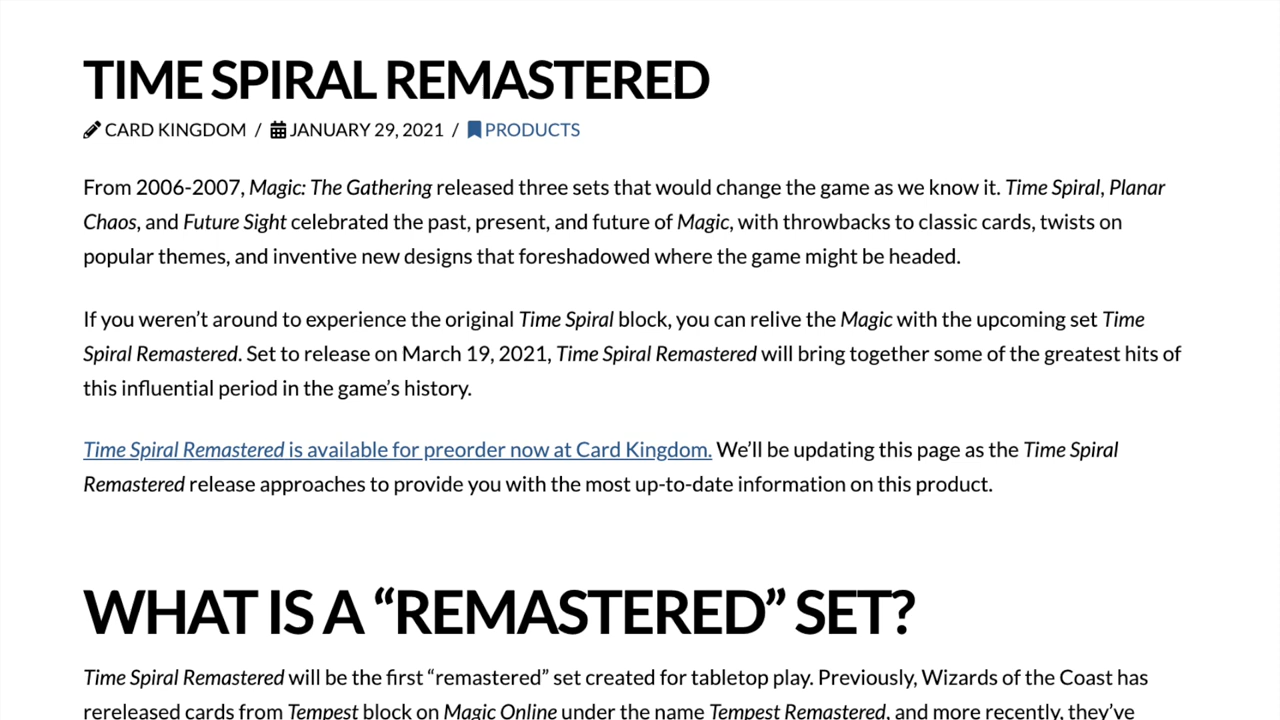 TIME SPIRAL REMASTERED
CARD KINGDOM / JANUARY 29, 2021 / PRODUCTS
From 2006-2007, Magic: The Gathering released three sets that would change the game as we know it. Time Spiral, Planar
Chaos, and Future Sight celebrated the past, present, and future of Magic, with throwbacks to classic cards, twists on
popular themes, and inventive new designs that foreshadowed where the game might be headed.
If you weren’t around to experience the original Time Spiral block, you can relive the Magic with the upcoming set Time
Spiral Remastered. Set to release on March 19, 2021, Time Spiral Remastered will bring together some of the greatest hits of
this influential period in the game’s history.
Time Spiral Remastered is available for preorder now at Card Kingdom. We’ll be updating this page as the Time Spiral
Remastered release approaches to provide you with the most up-to-date information on this product.
WHAT IS A “REMASTERED” SET?
Time Spiral Remastered will be the first “remastered” set created for tabletop play. Previously, Wizards of the Coast has
rereleased cards from Tempest block on Magic Online under the name Tempest Remastered, and more recently, they’ve